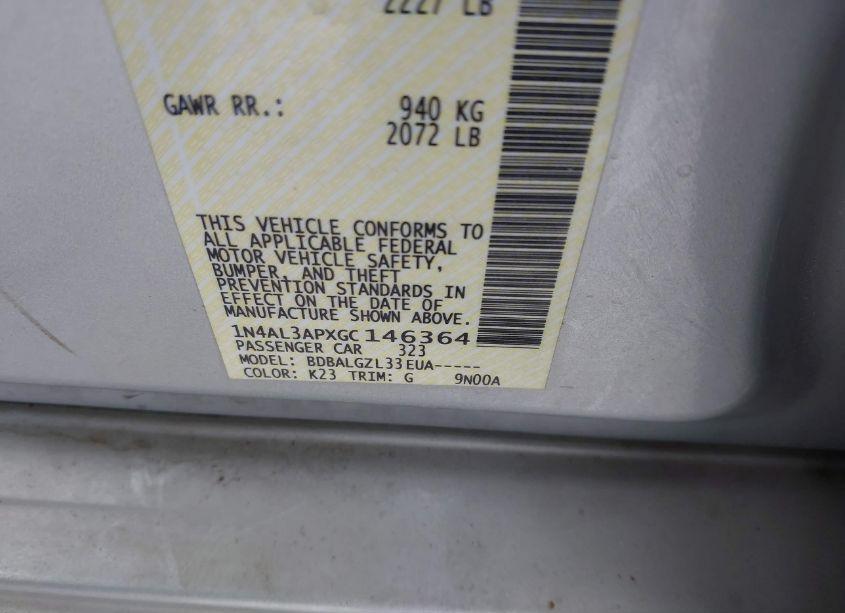 2227 LB
GAWR RR.: 940 KG
2072 LB
THIS VEHICLE CONFORMS TO
ALL APPLICABLE FEDERAL
MOTOR VEHICLE SAFETY,
BUMPER, AND THEFT
PREVENTION STANDARDS IN
EFFECT ON THE DATE OF
MANUFACTURE SHOWN ABOVE.
1N4AL3APXGC146364
PASSENGER CAR 323
MODEL: BDBALGZL33EUA-----
COLOR: K23 TRIM: G 9N00A